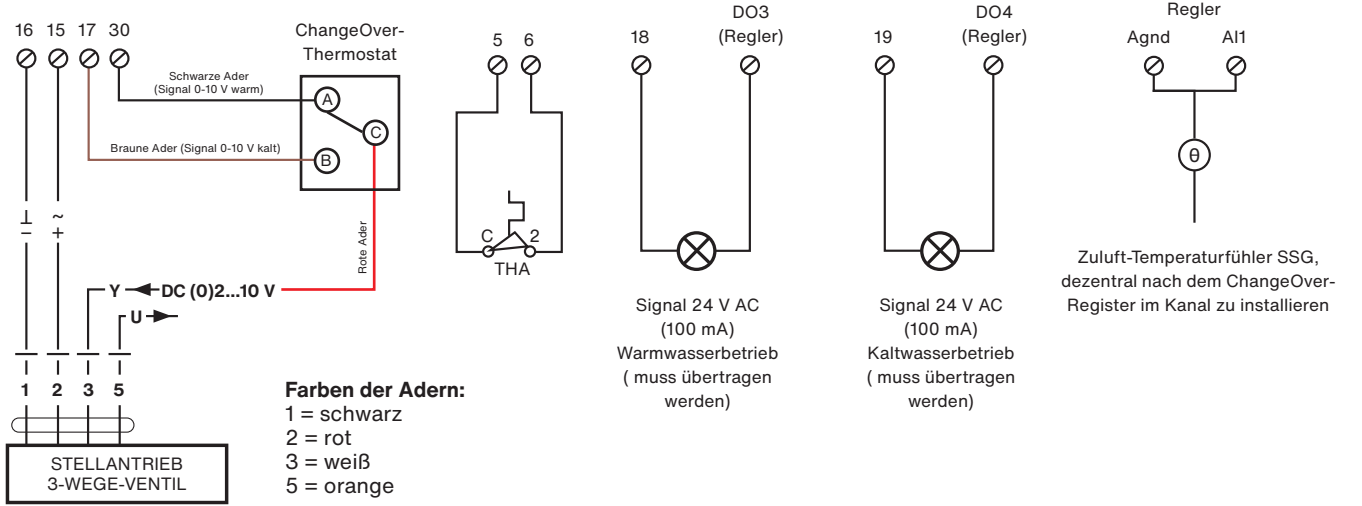 16 15 17 30
ChangeOver-
Thermostat
Schwarze Ader
(Signal 0-10 V warm)
A
C
B
Braune Ader (Signal 0-10 V kalt)
Rote Ader
⊥ ~
− +
Y DC (0)2...10 V
U
1 2 3 5
STELLANTRIEB
3-WEGE-VENTIL
Farben der Adern:
1 = schwarz
2 = rot
3 = weiß
5 = orange
5 6
C 2
THA
DO3
18 (Regler)
Signal 24 V AC
(100 mA)
Warmwasserbetrieb
( muss übertragen
werden)
DO4
19 (Regler)
Signal 24 V AC
(100 mA)
Kaltwasserbetrieb
( muss übertragen
werden)
Regler
Agnd AI1
θ
Zuluft-Temperaturfühler SSG,
dezentral nach dem ChangeOver-
Register im Kanal zu installieren